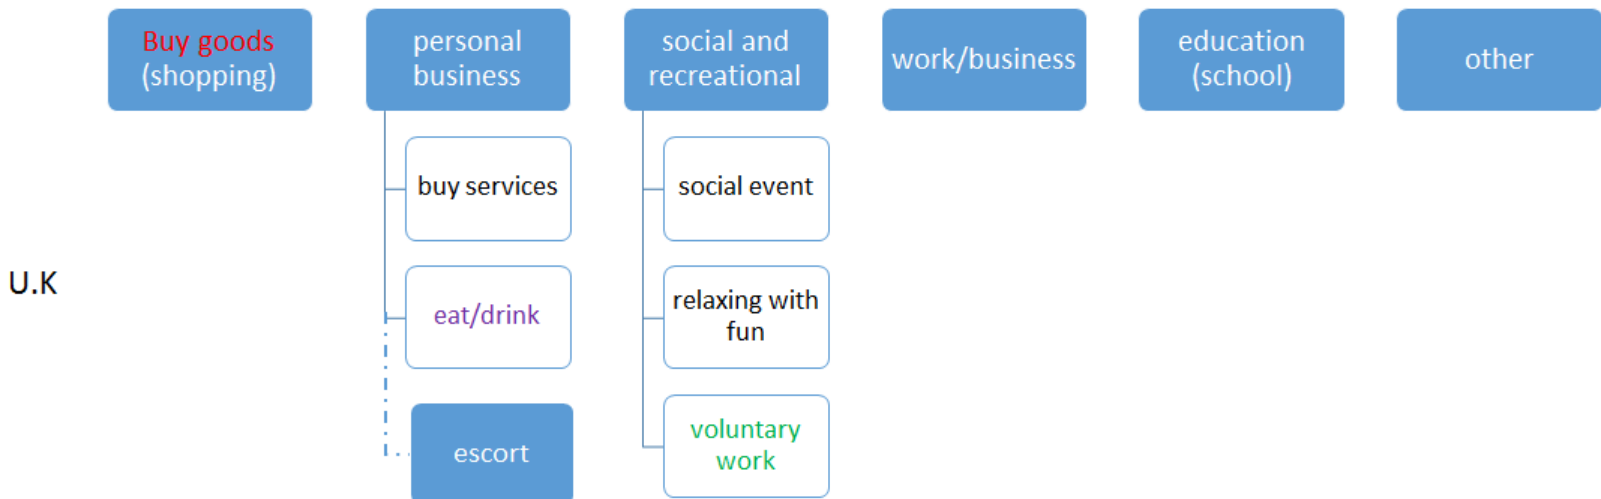 Buy goods
(shopping)
personal
business
social and
recreational
work/business
education
(school)
other
buy services
social event
U.K
eat/drink
relaxing with
fun
escort
voluntary
work